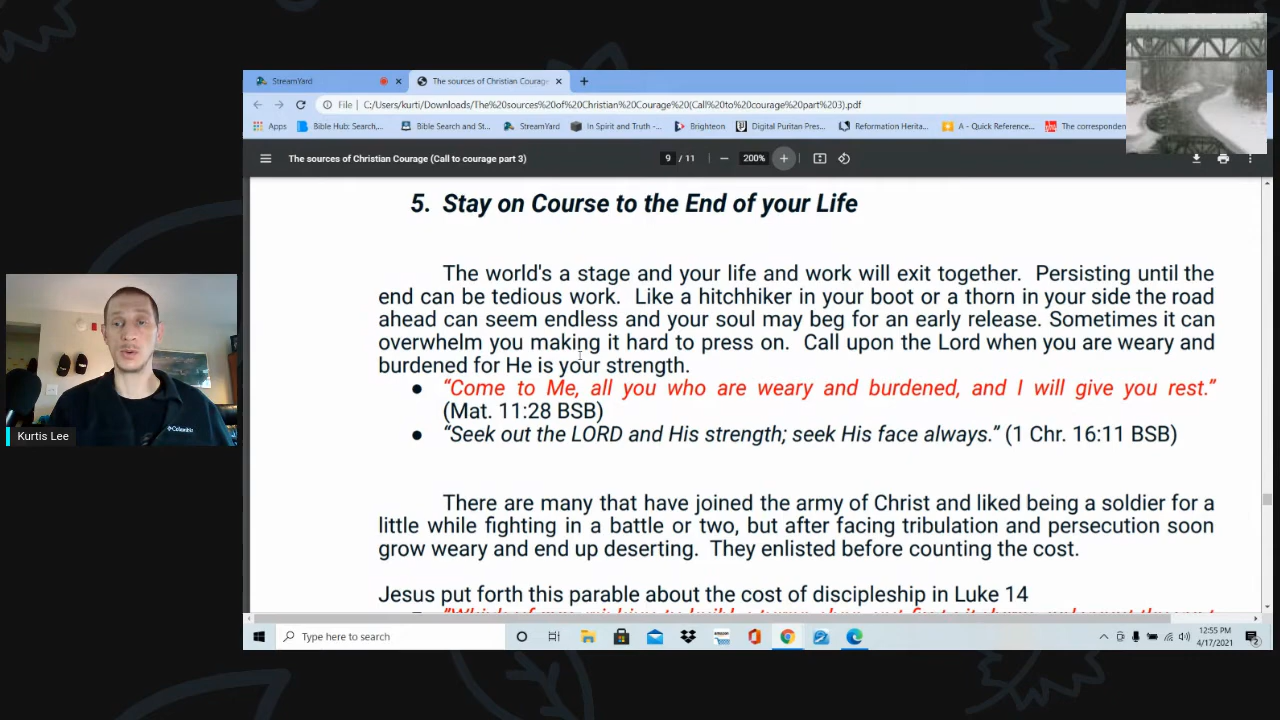 StreamYard
The sources of Christian Courage
File C:/Users/kurti/Downloads/The%20sources%20of%20Christian%20Courage%20(Call%20to%20courage%20part%203).pdf
Apps Bible Hub: Search,... Bible Search and St... StreamYard In Spirit and Truth -... Brighteon Digital Puritan Pres... Reformation Herita... A - Quick Reference... The corresponden
The sources of Christian Courage (Call to courage part 3) 9 / 11 200%
5. Stay on Course to the End of your Life
The world's a stage and your life and work will exit together. Persisting until the
end can be tedious work. Like a hitchhiker in your boot or a thorn in your side the road
ahead can seem endless and your soul may beg for an early release. Sometimes it can
overwhelm you making it hard to press on. Call upon the Lord when you are weary and
burdened for He is your strength.
● “Come to Me, all you who are weary and burdened, and I will give you rest.”
(Mat. 11:28 BSB)
● “Seek out the LORD and His strength; seek His face always.” (1 Chr. 16:11 BSB)
There are many that have joined the army of Christ and liked being a soldier for a
little while fighting in a battle or two, but after facing tribulation and persecution soon
grow weary and end up deserting. They enlisted before counting the cost.
Jesus put forth this parable about the cost of discipleship in Luke 14
Kurtis Lee
Columbia
Type here to search
amazon
12:55 PM
4/17/2021
2